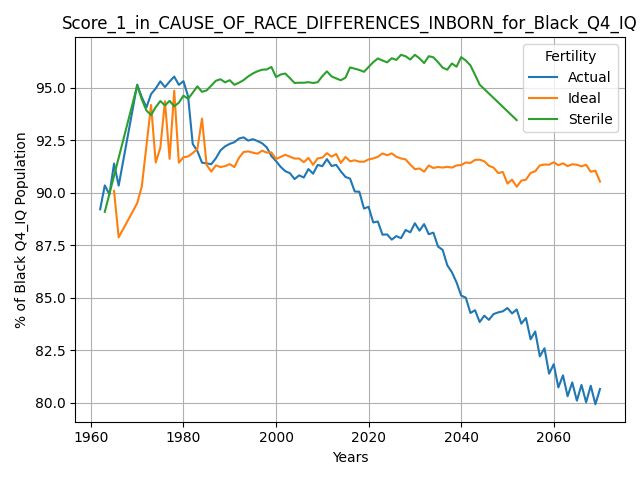 Score_1_in_CAUSE_OF_RACE_DIFFERENCES_INBORN_for_Black_Q4_IQ
% of Black Q4_IQ Population
95.0
92.5
90.0
87.5
85.0
82.5
80.0
1960
1980
2000
2020
2040
2060
Years
Fertility
Actual
Ideal
Sterile